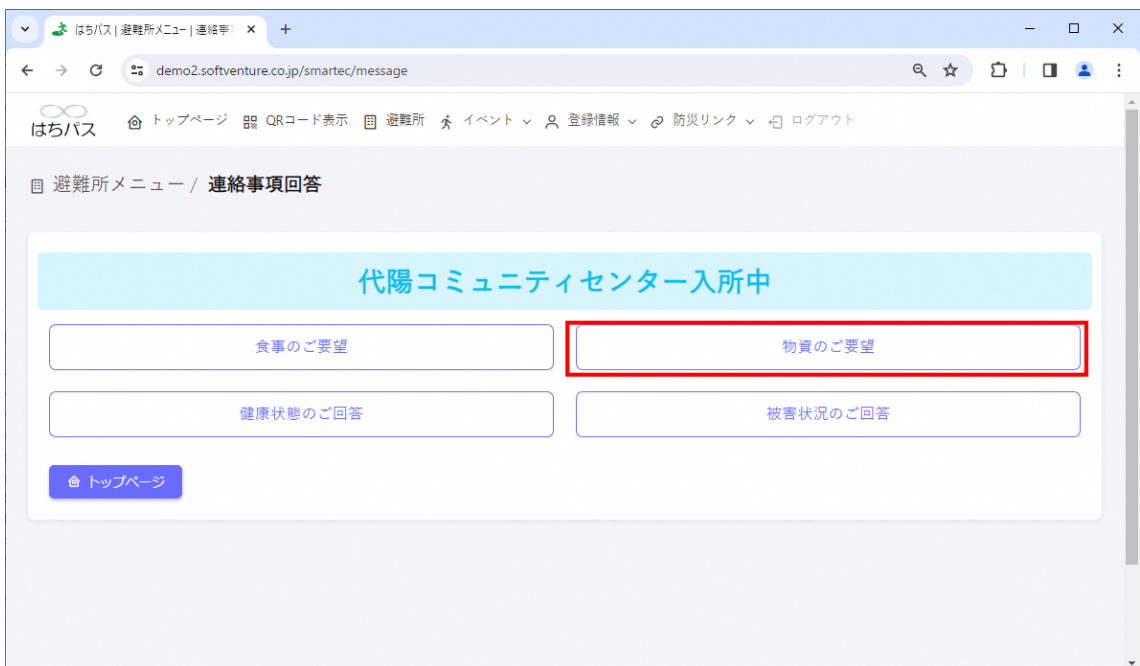 はちパス | 避難所メニュー | 連絡事
demo2.softventure.co.jp/smartec/message
はちパス
トップページ QRコード表示 避難所 イベント 登録情報 防災リンク ログアウト
避難所メニュー / 連絡事項回答
代陽コミュニティセンター入所中
食事のご要望 物資のご要望
健康状態のご回答 被害状況のご回答
トップページ